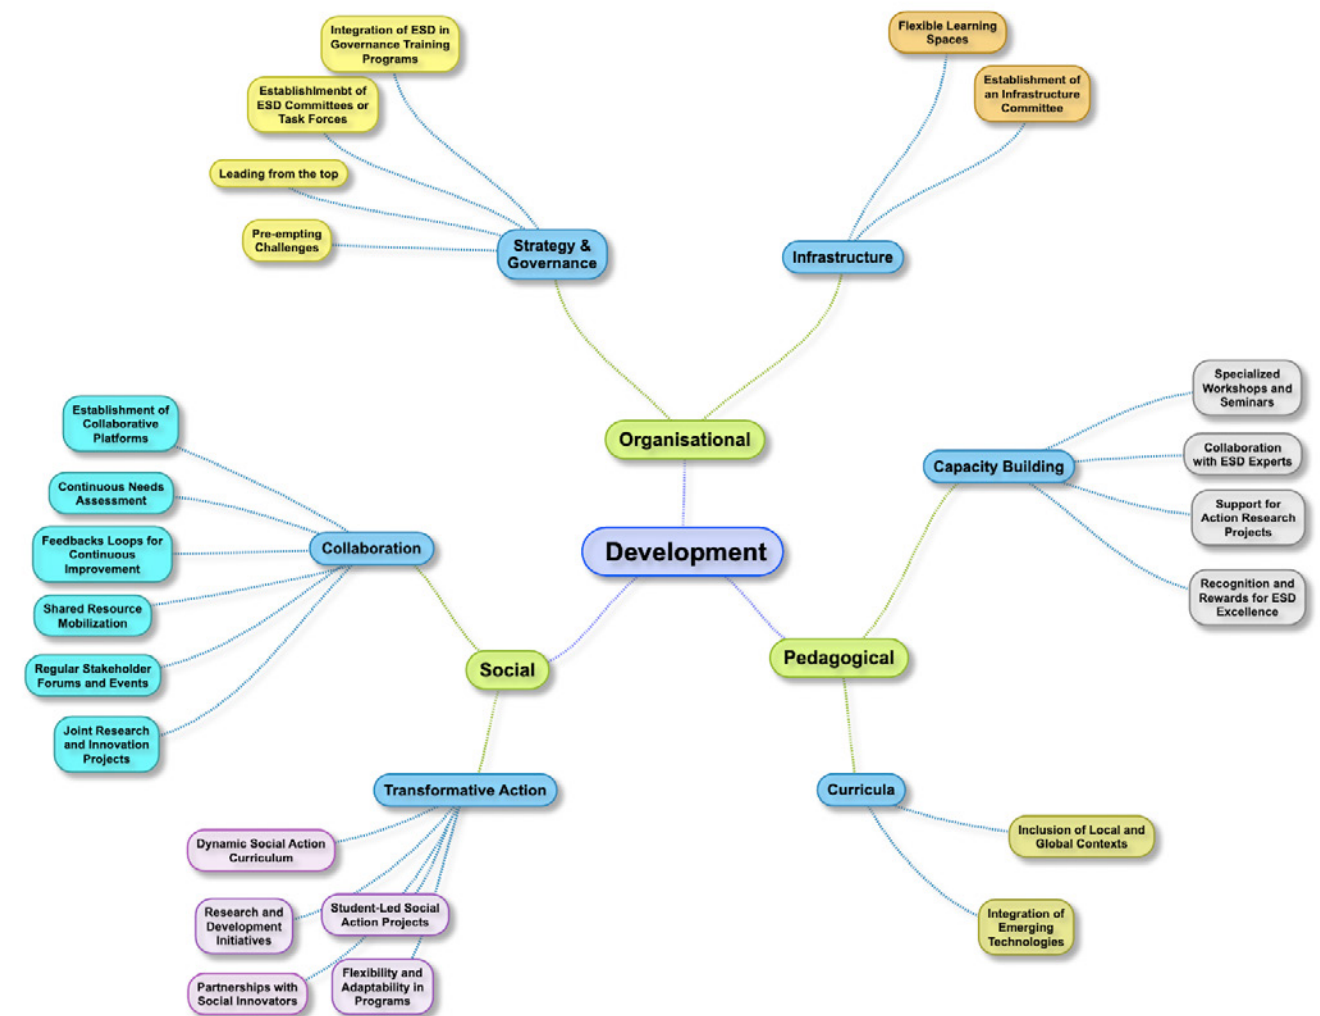 Integration of ESD in
Governance Training
Programs
Establishlmenbt of
ESD Committees or
Task Forces
Leading from the top
Pre-empting
Challenges
Strategy &
Governance
Flexible Learning
Spaces
Establishment of
an Infrastructure
Committee
Infrastructure
Organisational
Development
Specialized
Workshops and
Seminars
Collaboration
with ESD Experts
Support for
Action Research
Projects
Recognition and
Rewards for ESD
Excellence
Capacity Building
Pedagogical
Curricula
Inclusion of Local and
Global Contexts
Integration of
Emerging
Technologies
Establishment of
Collaborative
Platforms
Continuous Needs
Assessment
Feedbacks Loops for
Continuous
Improvement
Shared Resource
Mobilization
Regular Stakeholder
Forums and Events
Joint Research
and Innovation
Projects
Collaboration
Social
Transformative Action
Dynamic Social Action
Curriculum
Research and
Development
Initiatives
Student-Led Social
Action Projects
Partnerships with
Social Innovators
Flexibility and
Adaptability in
Programs